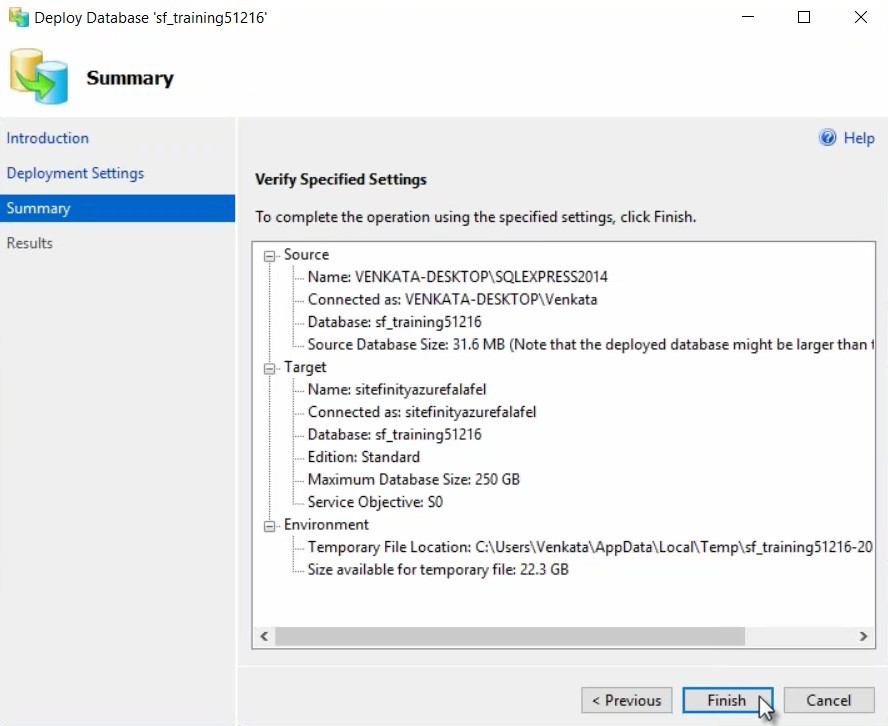 Deploy Database 'sf_training51216'
Summary
Introduction
Help
Deployment Settings
Summary
Results
Verify Specified Settings
To complete the operation using the specified settings, click Finish.
Source
Name: VENKATA-DESKTOP\SQLEXPRESS2014
Connected as: VENKATA-DESKTOP\Venkata
Database: sf_training51216
Source Database Size: 31.6 MB (Note that the deployed database might be larger than
Target
Name: sitefinityazurefalafel
Connected as: sitefinityazurefalafel
Database: sf_training51216
Edition: Standard
Maximum Database Size: 250 GB
Service Objective: S0
Environment
Temporary File Location: C:\Users\Venkata\AppData\Local\Temp\sf_training51216-20
Size available for temporary file: 22.3 GB
< Previous
Finish
Cancel